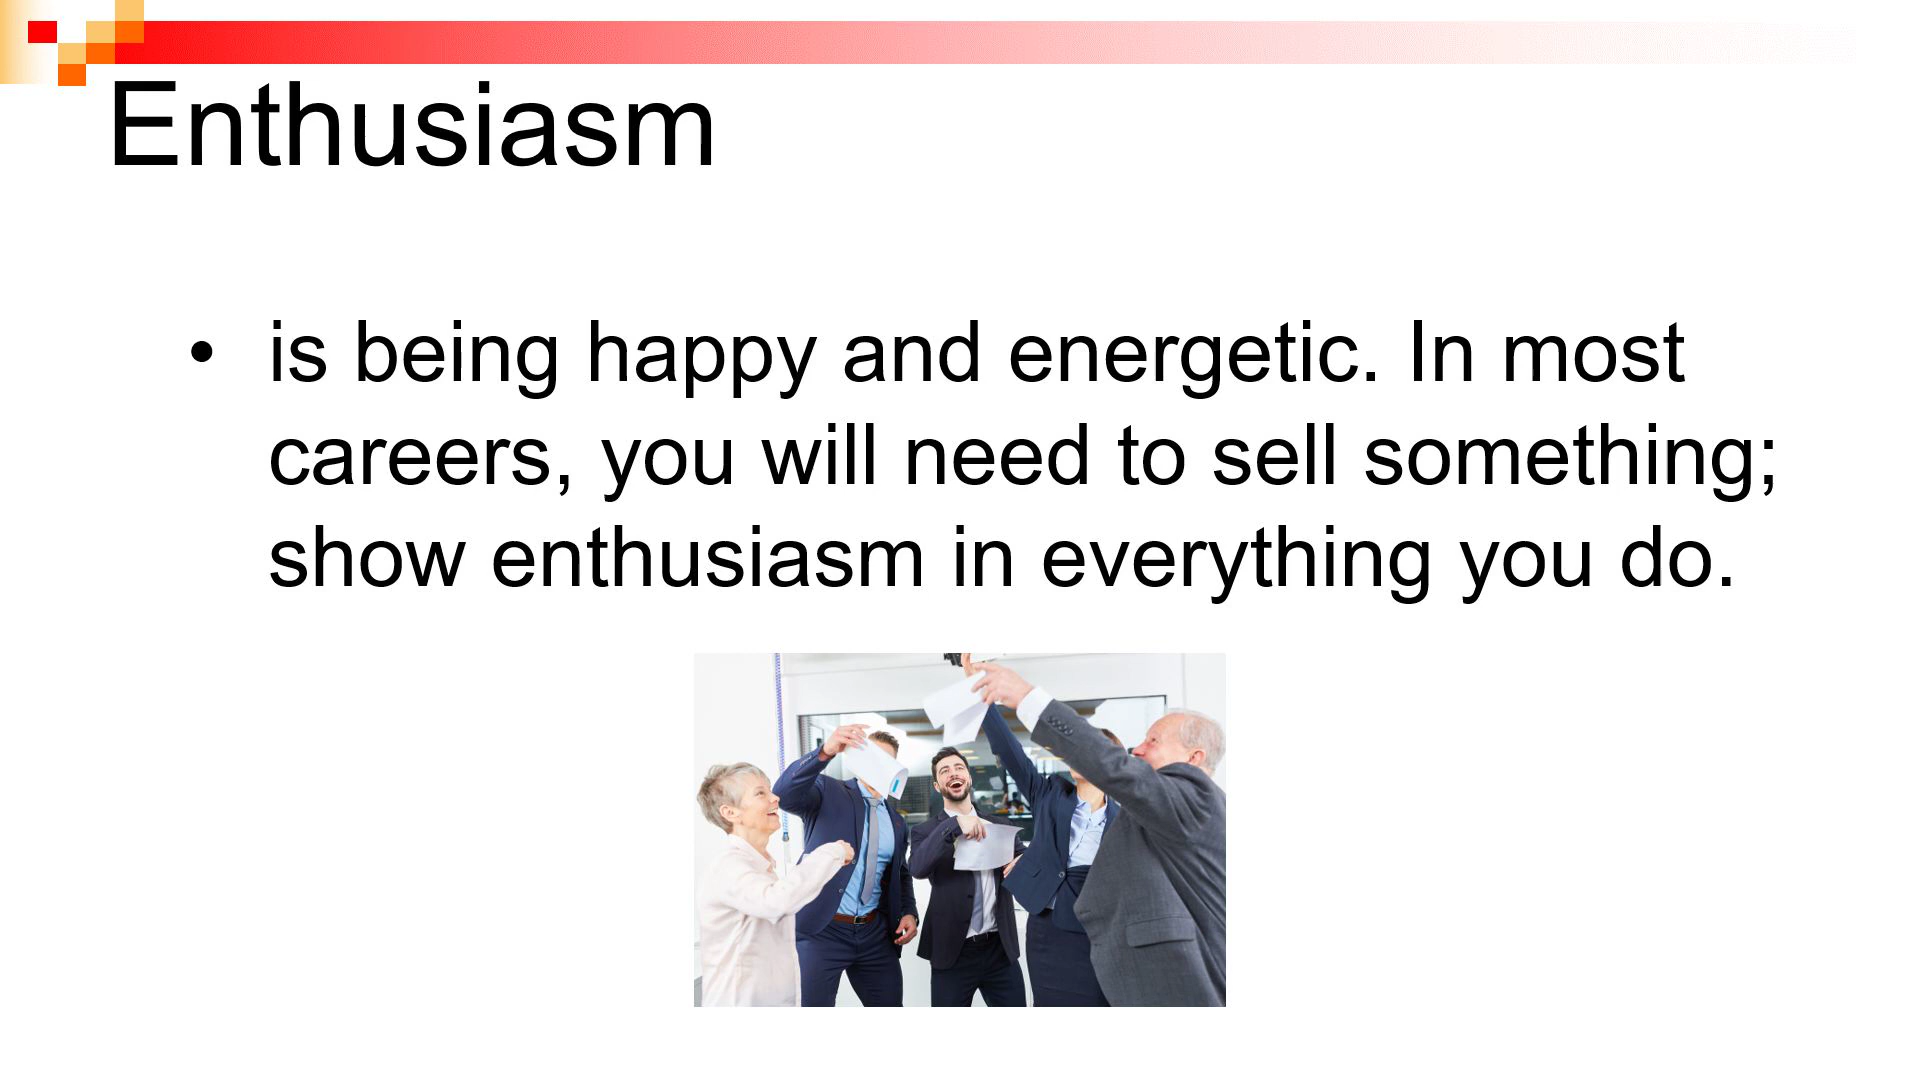 Enthusiasm
• is being happy and energetic. In most
careers, you will need to sell something;
show enthusiasm in everything you do.